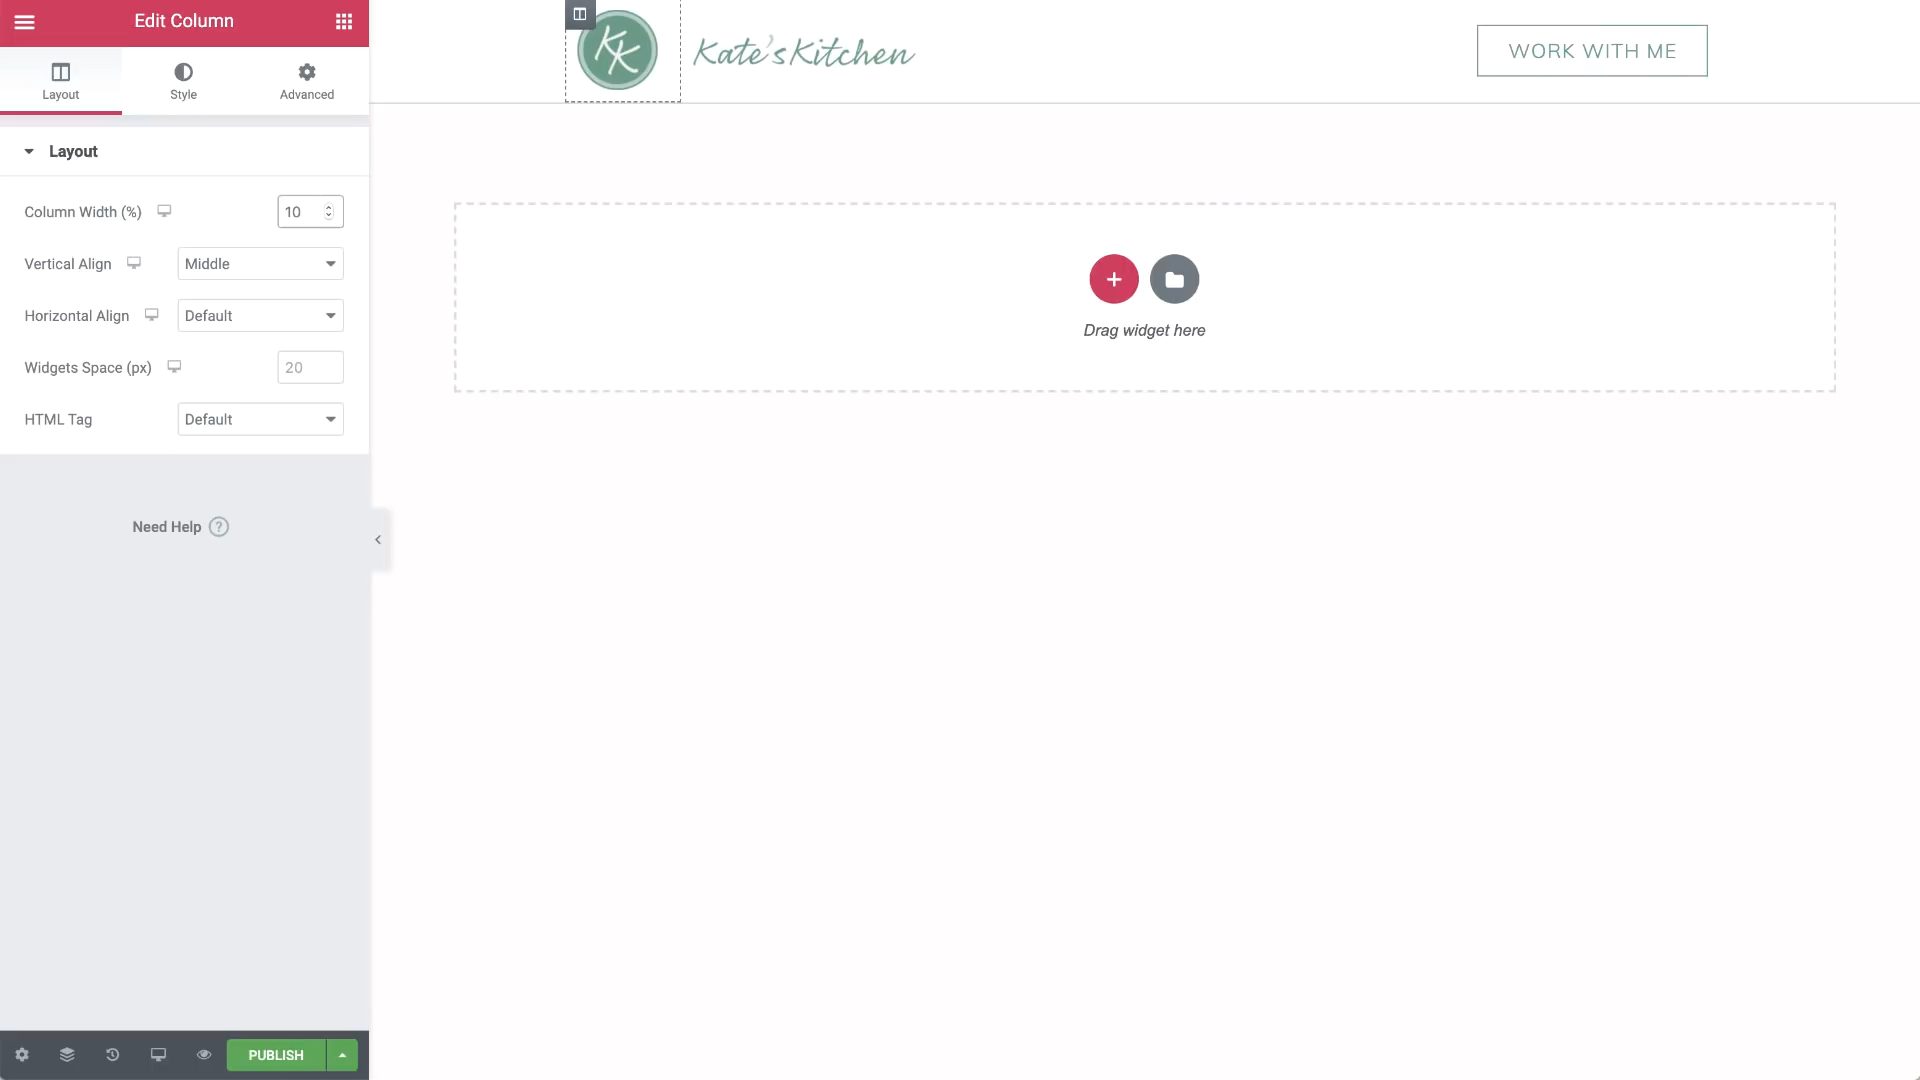 Edit Column
Layout
Style
Advanced
Layout
Column Width (%)
10
Vertical Align
Middle
Horizontal Align
Default
Widgets Space (px)
20
HTML Tag
Default
Need Help ?
PUBLISH
KK
Kate's Kitchen
WORK WITH ME
Drag widget here